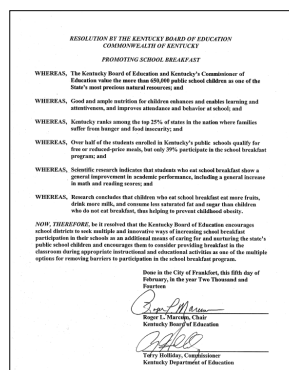 RESOLUTION BY THE KENTUCKY BOARD OF EDUCATION
COMMONWEALTH OF KENTUCKY
PROMOTING SCHOOL BREAKFAST
WHEREAS, The Kentucky Board of Education and Kentucky's Commissioner of
Education value the more than 650,000 public school children as one of the
State's most precious natural resources; and
WHEREAS, Good and ample nutrition for children enhances and enables learning and
attentiveness, and improves attendance and behavior at school; and
WHEREAS, Kentucky ranks among the top 25% of states in the nation where families
suffer from hunger and food insecurity; and
WHEREAS, Over half of the students enrolled in Kentucky's public schools qualify for
free or reduced-price meals, but only 39% participate in the school breakfast
program; and
WHEREAS, Scientific research indicates that students who eat school breakfast show a
general improvement in academic performance, including a general increase
in math and reading scores; and
WHEREAS, Research concludes that children who eat school breakfast eat more fruits,
drink more milk, and consume less saturated fat and sugar than children
who do not eat breakfast, thus helping to prevent childhood obesity.
NOW, THEREFORE, be it resolved that the Kentucky Board of Education encourages
school districts to seek multiple and innovative ways of increasing school breakfast
participation in their schools as an additional means of caring for and nurturing the state's
public school children and encourages them to consider providing breakfast in the
classroom during appropriate instructional and educational activities as one of the multiple
options for removing barriers to participation in the school breakfast program.
Done in the City of Frankfort, this fifth day of
February, in the year Two Thousand and
Fourteen
Roger L. Marcum
Roger L. Marcum, Chair
Kentucky Board of Education
Terry Holliday, Commissioner
Kentucky Department of Education